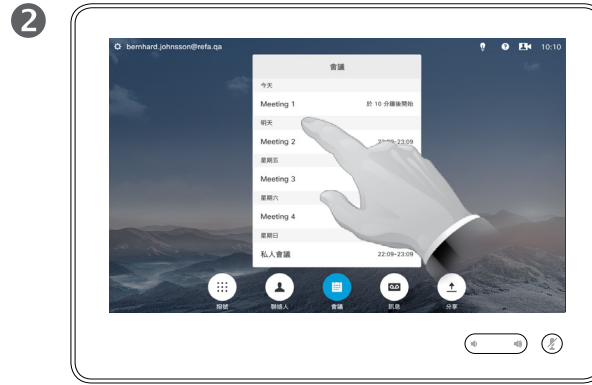 2
bernhard.johnsson@refa.qa 10:10
會議
今天
Meeting 1 於 10 分鐘後開始
明天
Meeting 2 22:09-23:09
星期五
Meeting 3
星期六
Meeting 4
星期日
私人會議 22:09-23:09
撥號 聯絡人 會議 訊息 分享